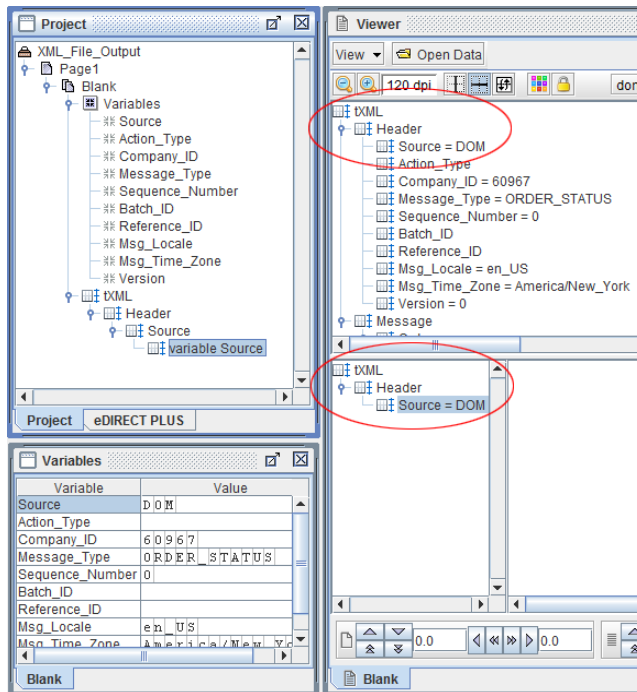 Project
XML_File_Output
Page1
Blank
Variables
Source
Action_Type
Company_ID
Message_Type
Sequence_Number
Batch_ID
Reference_ID
Msg_Locale
Msg_Time_Zone
Version
tXML
Header
Source
variable Source
Project eDIRECT PLUS
Variables
Variable Value
Source DOM
Action_Type
Company_ID 60967
Message_Type ORDER_STATUS
Sequence_Number 0
Batch_ID
Reference_ID
Msg_Locale en_US
Msg_Time_Zone America/New_Yo
Blank
Viewer
View Open Data
120 dpi
tXML
Header
Source = DOM
Action_Type
Company_ID = 60967
Message_Type = ORDER_STATUS
Sequence_Number = 0
Batch_ID
Reference_ID
Msg_Locale = en_US
Msg_Time_Zone = America/New_York
Version = 0
Message
tXML
Header
Source = DOM
0.0 0.0
Blank